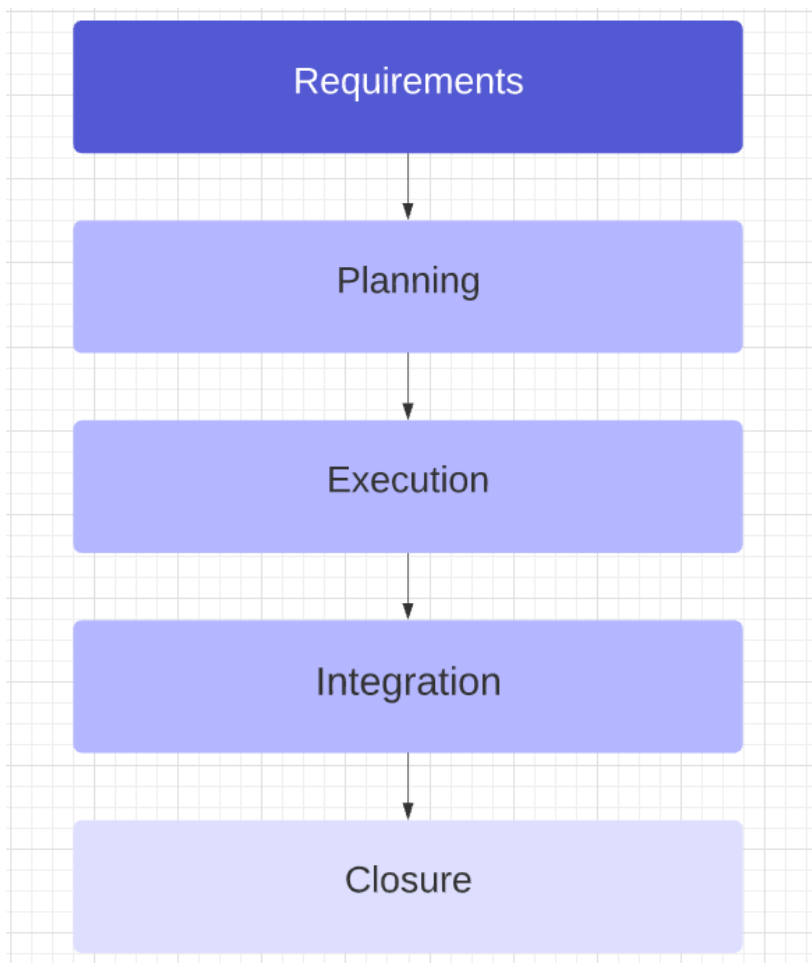 Requirements
Planning
Execution
Integration
Closure